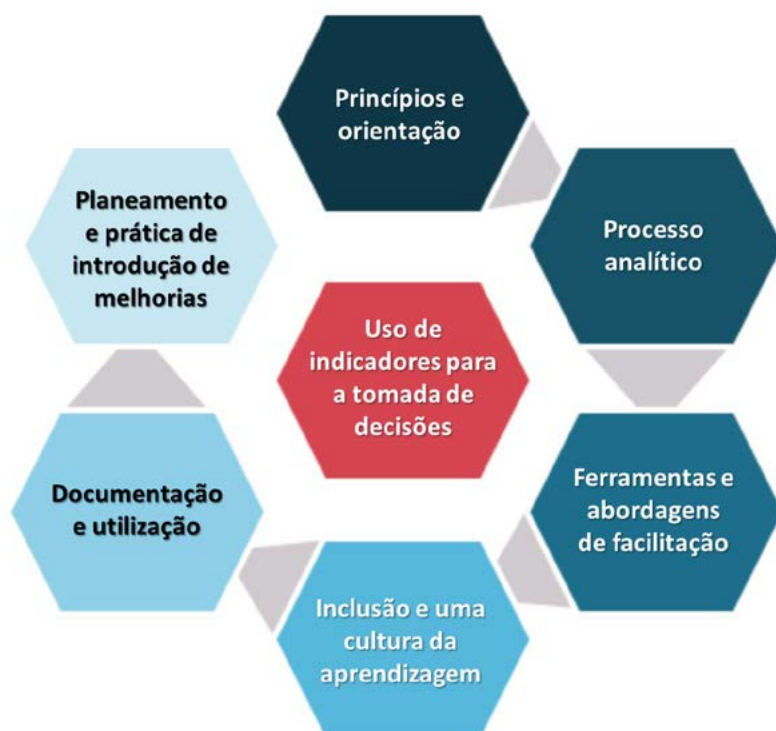 Princípios e
orientação
Processo
analítico
Ferramentas e
abordagens
de facilitação
Inclusão e uma
cultura da
aprendizagem
Documentação
e utilização
Planeamento
e prática de
introdução de
melhorias
Uso de
indicadores para
a tomada de
decisões